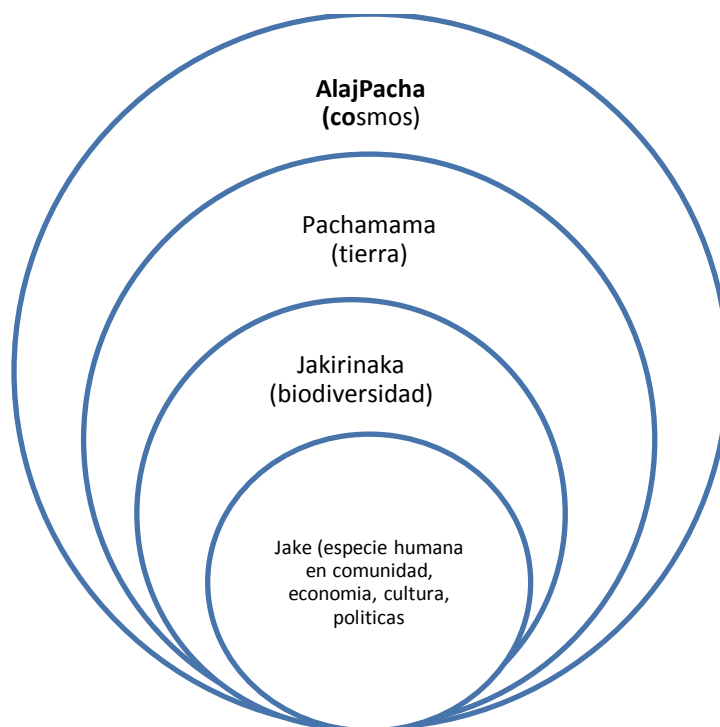 AlajPacha
(cosmos)
Pachamama
(tierra)
Jakirinaka
(biodiversidad)
Jake (especie humana
en comunidad,
economia, cultura,
politicas